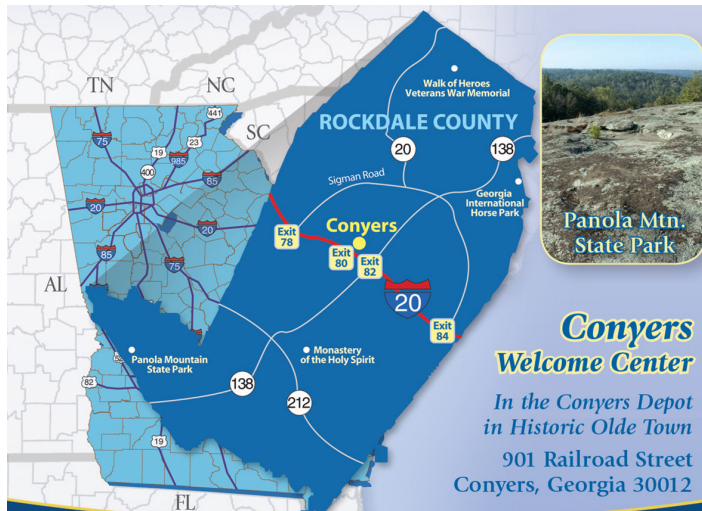 TN
NC
SC
AL
FL
441
23
19
75
985
400
85
20
20
85
75
82
19
Walk of Heroes
Veterans War Memorial
ROCKDALE COUNTY
20
138
Sigman Road
Georgia
International
Horse Park
Conyers
Exit
78
Exit
80
Exit
82
20
Exit
84
Panola Mountain
State Park
Monastery
of the Holy Spirit
138
212
Panola Mtn.
State Park
Conyers
Welcome Center
In the Conyers Depot
in Historic Olde Town
901 Railroad Street
Conyers, Georgia 30012